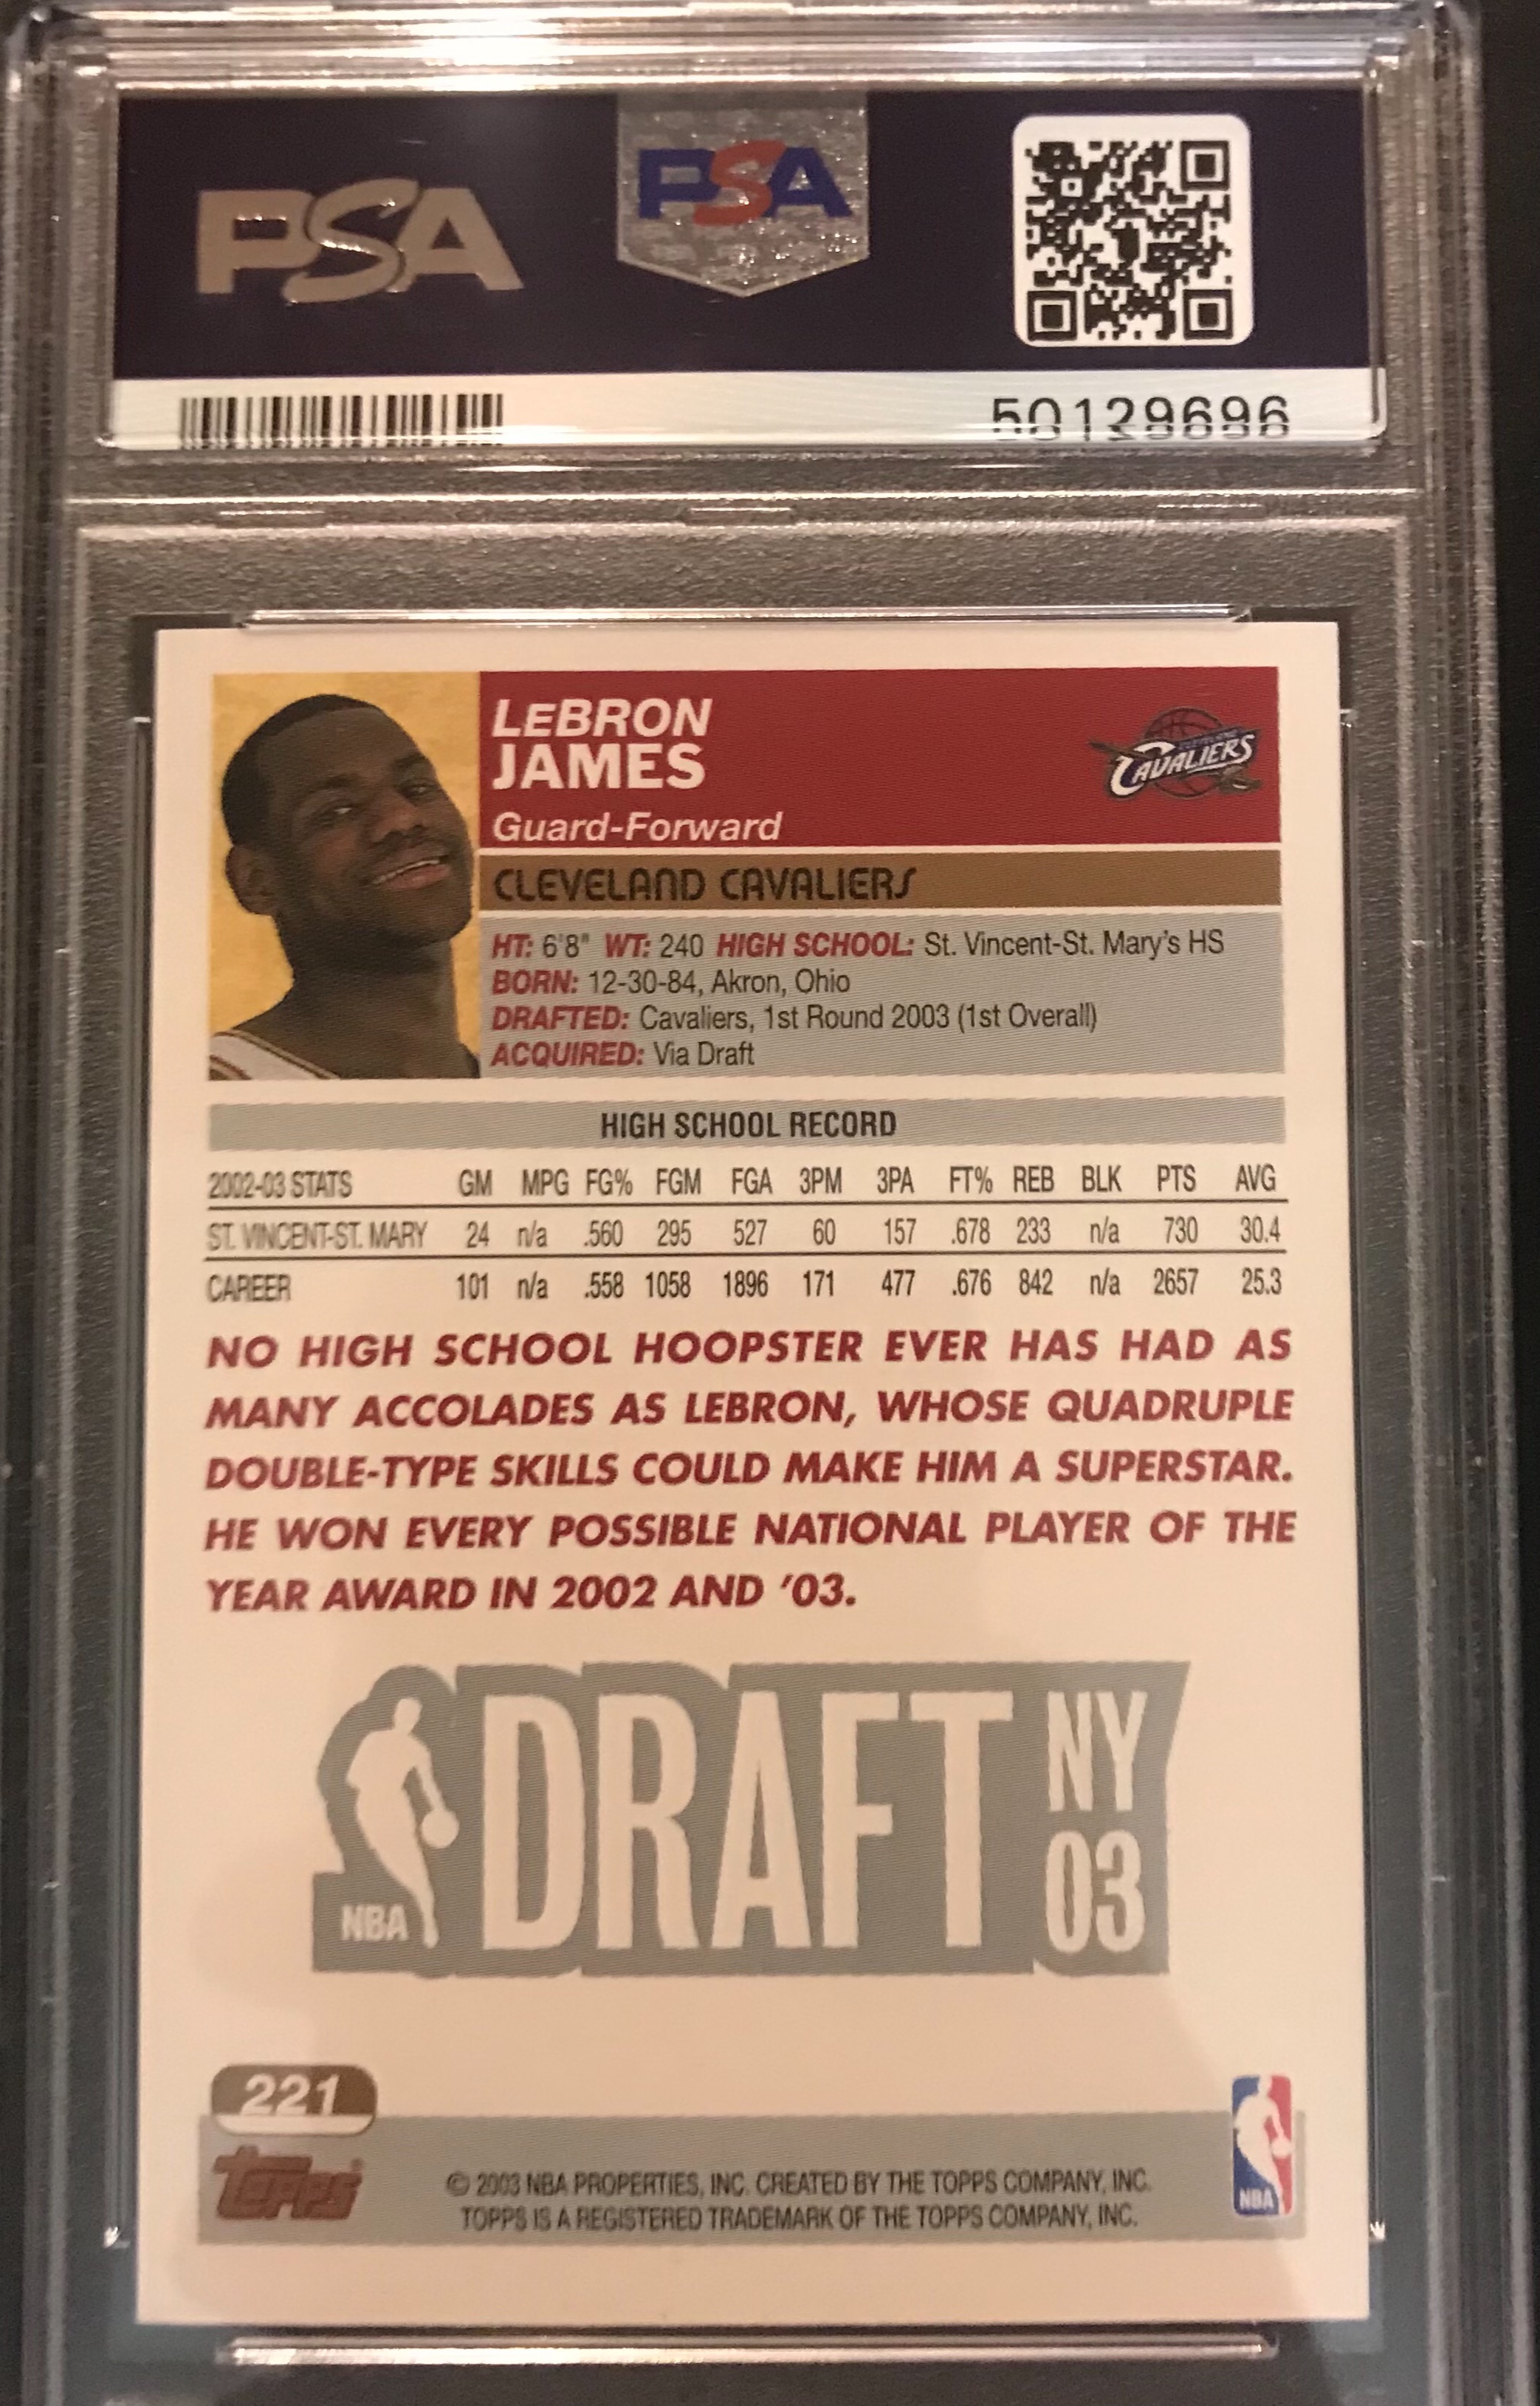 PSA PSA
50129696
LEBRON
JAMES
Guard-Forward
CAVALIERS
CLEVELAND CAVALIERS
HT: 6'8" WT: 240 HIGH SCHOOL: St. Vincent-St. Mary's HS
BORN: 12-30-84, Akron, Ohio
DRAFTED: Cavaliers, 1st Round 2003 (1st Overall)
ACQUIRED: Via Draft
HIGH SCHOOL RECORD
2002-03 STATS GM MPG FG% FGM FGA 3PM 3PA FT% REB BLK PTS AVG
ST. VINCENT-ST. MARY 24 n/a .560 295 527 60 157 .678 233 n/a 730 30.4
CAREER 101 n/a .558 1058 1896 171 477 .676 842 n/a 2657 25.3
NO HIGH SCHOOL HOOPSTER EVER HAS HAD AS
MANY ACCOLADES AS LEBRON, WHOSE QUADRUPLE
DOUBLE-TYPE SKILLS COULD MAKE HIM A SUPERSTAR.
HE WON EVERY POSSIBLE NATIONAL PLAYER OF THE
YEAR AWARD IN 2002 AND '03.
NBA DRAFT NY 03
221
Topps®
© 2003 NBA PROPERTIES, INC. CREATED BY THE TOPPS COMPANY, INC.
TOPPS IS A REGISTERED TRADEMARK OF THE TOPPS COMPANY, INC.
NBA